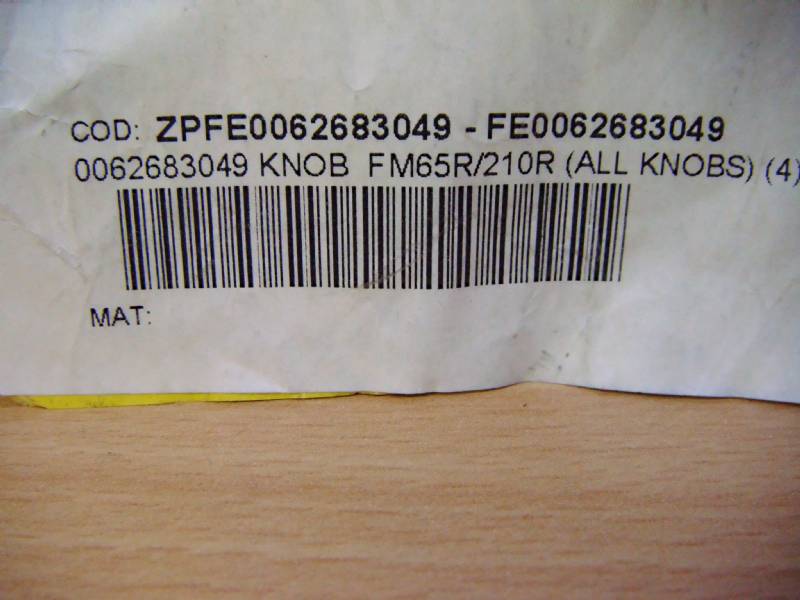 COD: ZPFE0062683049 - FE0062683049
0062683049 KNOB FM65R/210R (ALL KNOBS) (4)
MAT: